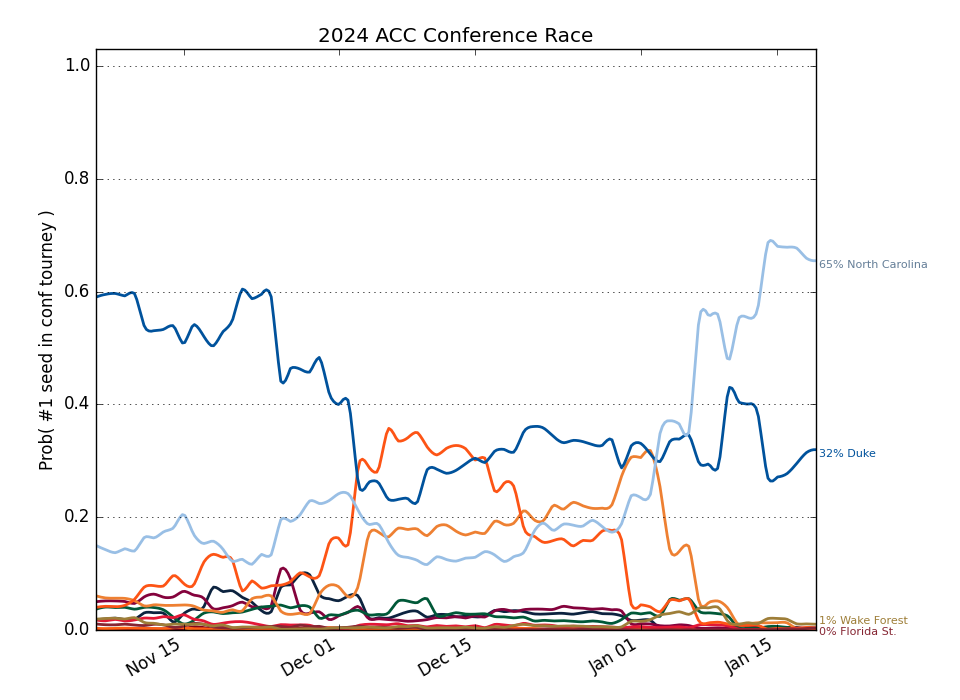 2024 ACC Conference Race
1.0
0.8
0.6
0.4
0.2
0.0
Prob( #1 seed in conf tourney )
65% North Carolina
32% Duke
1% Wake Forest
0% Florida St.
Nov 15
Dec 01
Dec 15
Jan 01
Jan 15